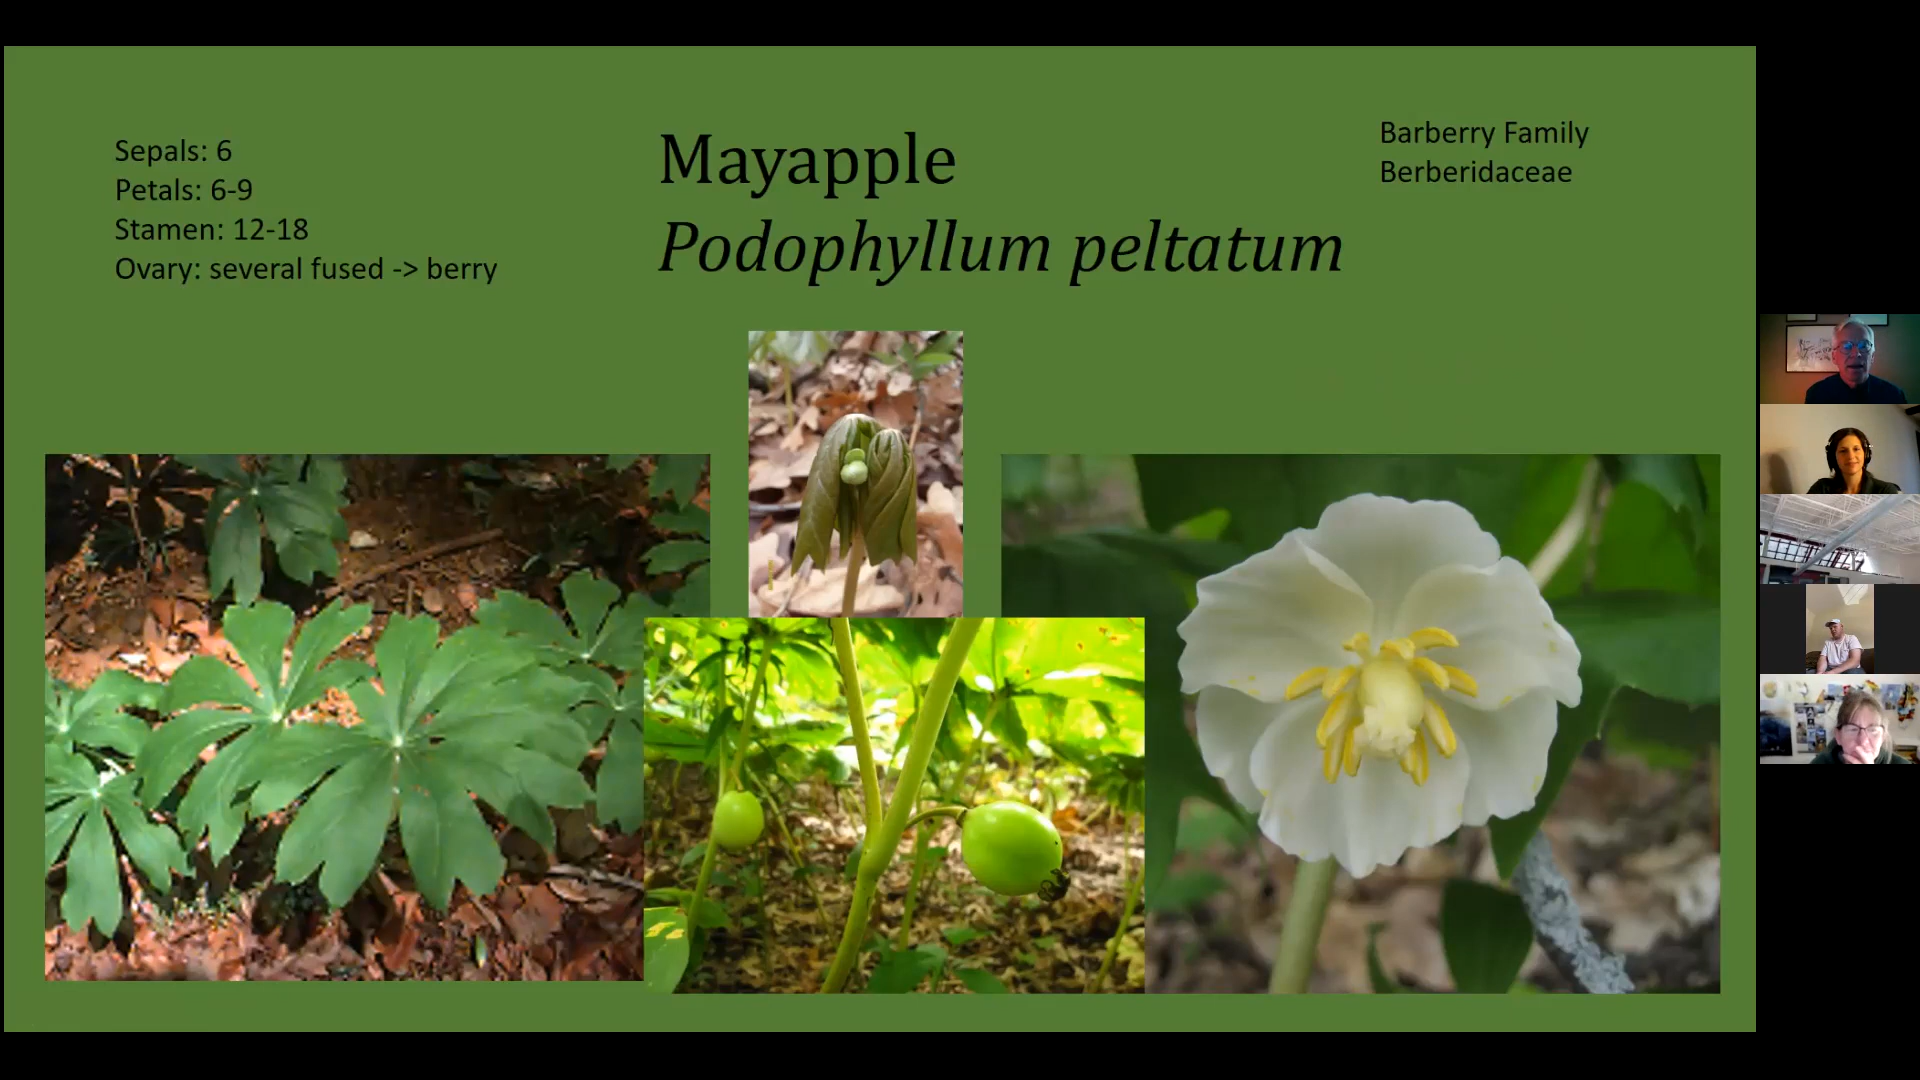 Sepals: 6
Petals: 6-9
Stamen: 12-18
Ovary: several fused -> berry
Mayapple
Podophyllum peltatum
Barberry Family
Berberidaceae